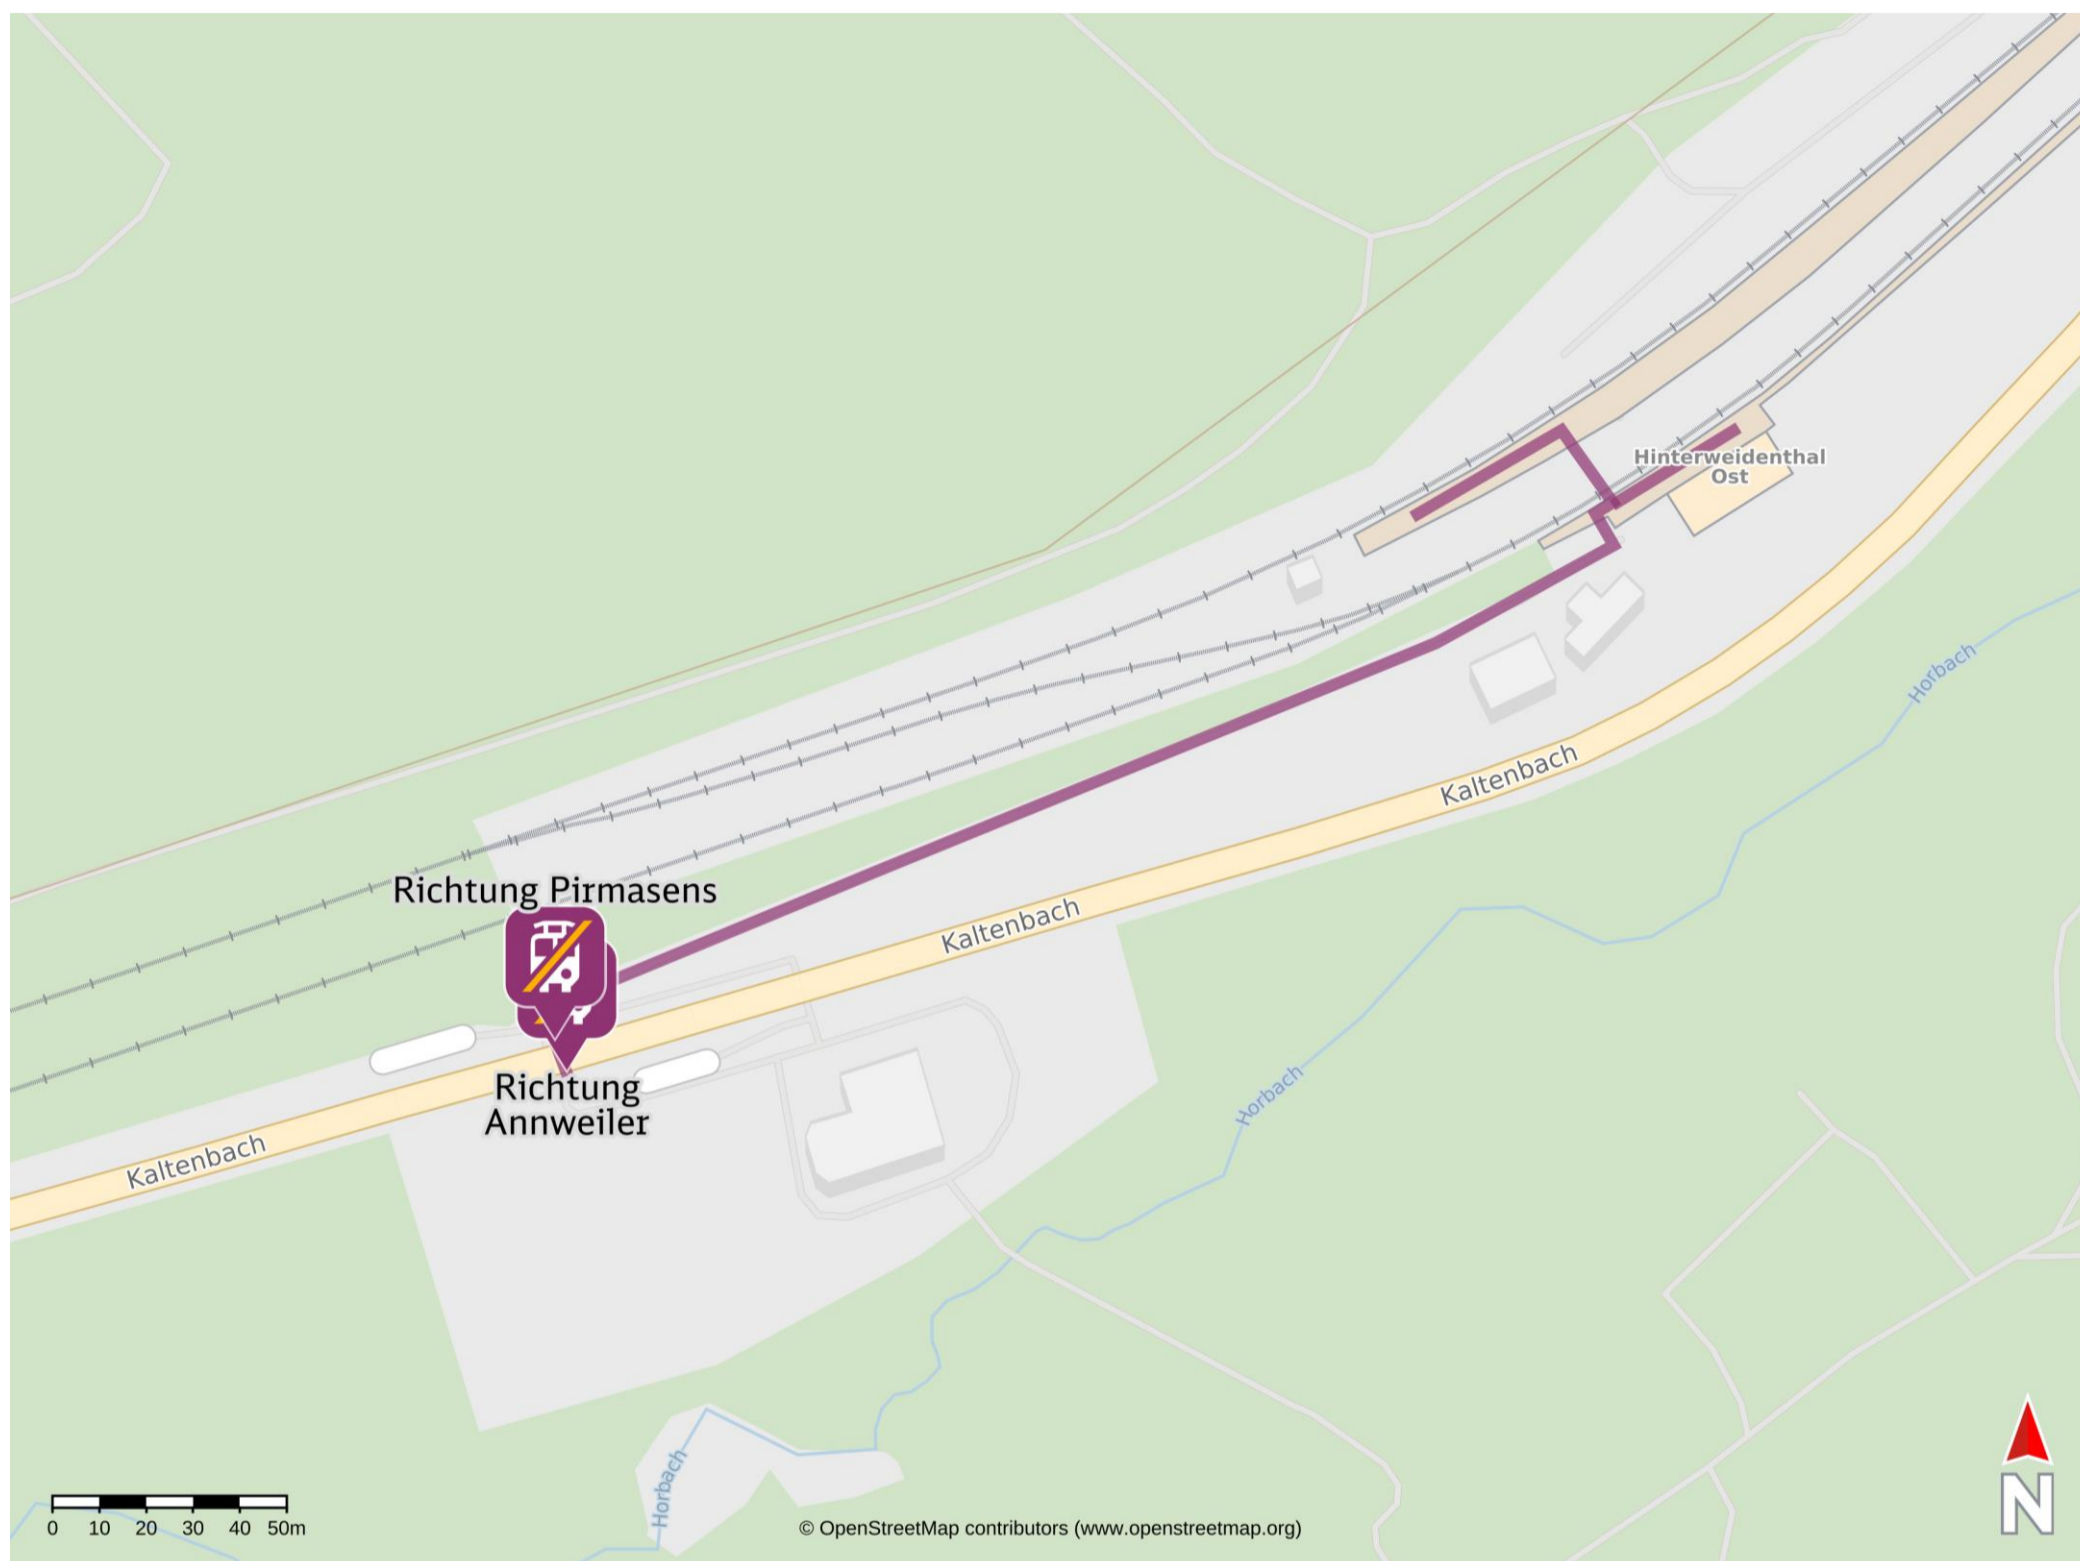 Hinterweidenthal
Ost
Horbach
Kaltenbach
Richtung Pirmasens
Kaltenbach
Richtung
Annweiler
Horbach
Kaltenbach
Horbach
0 10 20 30 40 50m
© OpenStreetMap contributors (www.openstreetmap.org)
N